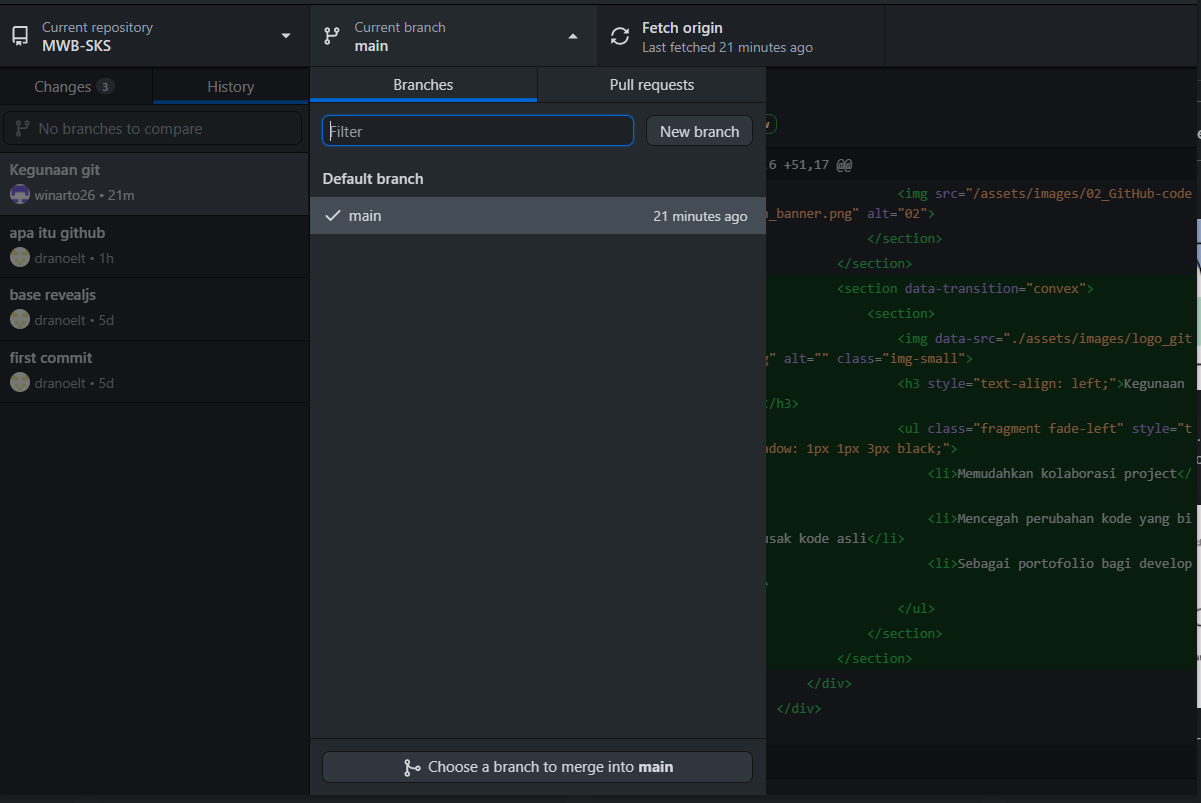 Current repository
MWB-SKS
Current branch
main
Fetch origin
Last fetched 21 minutes ago
Changes 3
History
No branches to compare
Kegunaan git
winarto26 • 21m
apa itu github
dranoelt • 1h
base revealjs
dranoelt • 5d
first commit
dranoelt • 5d
Branches
Pull requests
Filter
New branch
Default branch
main
21 minutes ago
Choose a branch to merge into main
6 +51,17 @@
<img src="/assets/images/02_GitHub-code
_banner.png" alt="02">
</section>
</section>
<section data-transition="convex">
<section>
<img data-src="./assets/images/logo_git
" alt="" class="img-small">
<h3 style="text-align: left;">Kegunaan
</h3>
<ul class="fragment fade-left" style="t
adow: 1px 1px 3px black;">
<li>Memudahkan kolaborasi project</
<li>Mencegah perubahan kode yang bi
usak kode asli</li>
<li>Sebagai portofolio bagi develop
>
</ul>
</section>
</section>
</div>
</div>